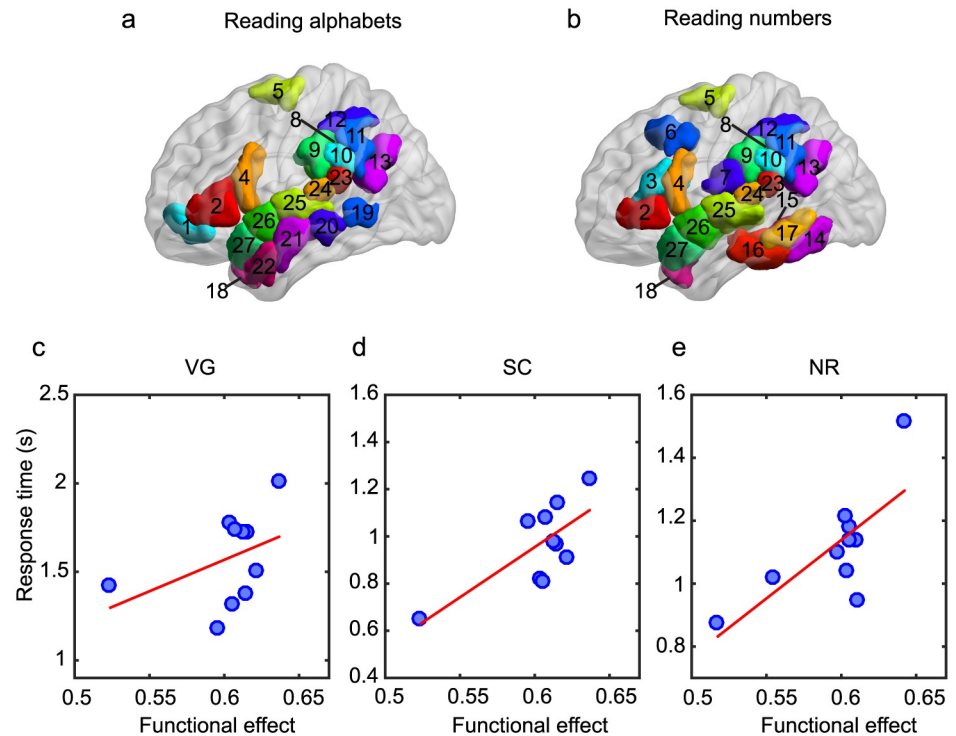 a Reading alphabets
5
8 12
11
9 10 13
4 23
24
2 25
1 26 20 19
27 21
22
18
b Reading numbers
5
8 12
6 11
9 10 13
3 4 7 23
24 15
2 25
26 17
27 16 14
18
c VG
Response time (s)
2.5
2
1.5
1
0.5 0.55 0.6 0.65
Functional effect
d SC
1.6
1.4
1.2
1
0.8
0.6
0.4
0.5 0.55 0.6 0.65
Functional effect
e NR
1.6
1.4
1.2
1
0.8
0.5 0.55 0.6 0.65
Functional effect